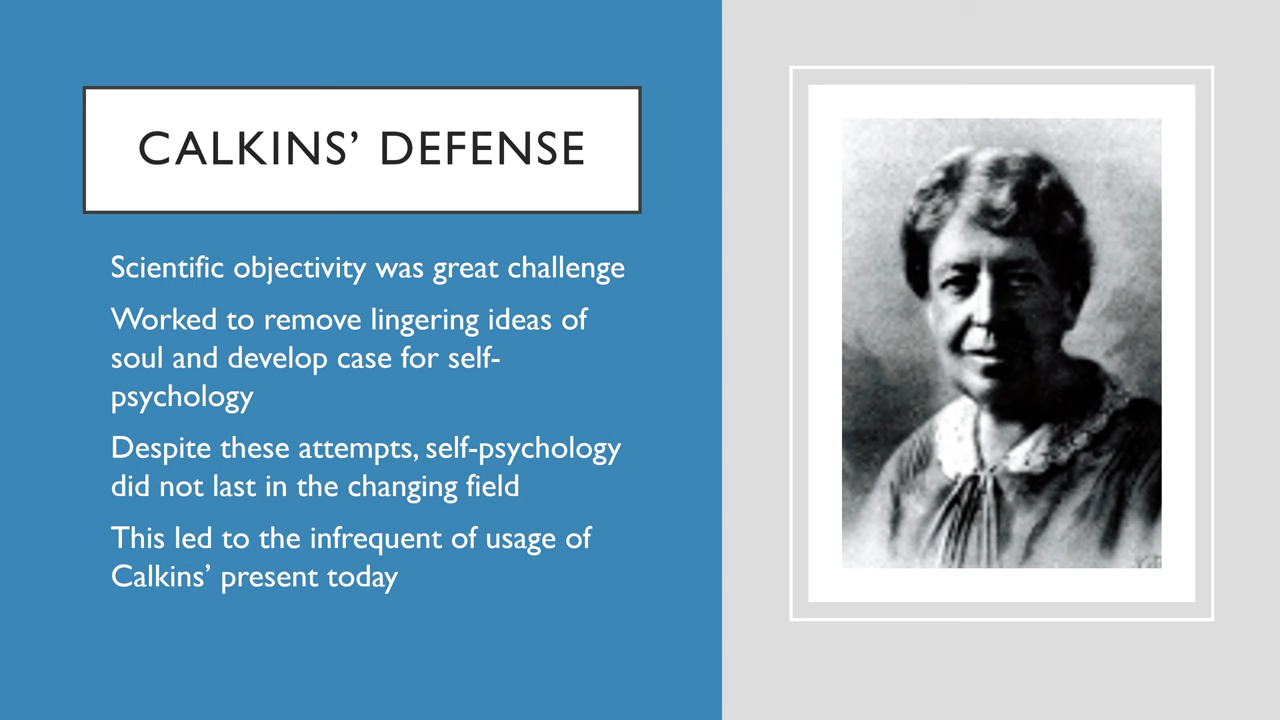 CALKINS’ DEFENSE
Scientific objectivity was great challenge
Worked to remove lingering ideas of
soul and develop case for self-
psychology
Despite these attempts, self-psychology
did not last in the changing field
This led to the infrequent of usage of
Calkins’ present today